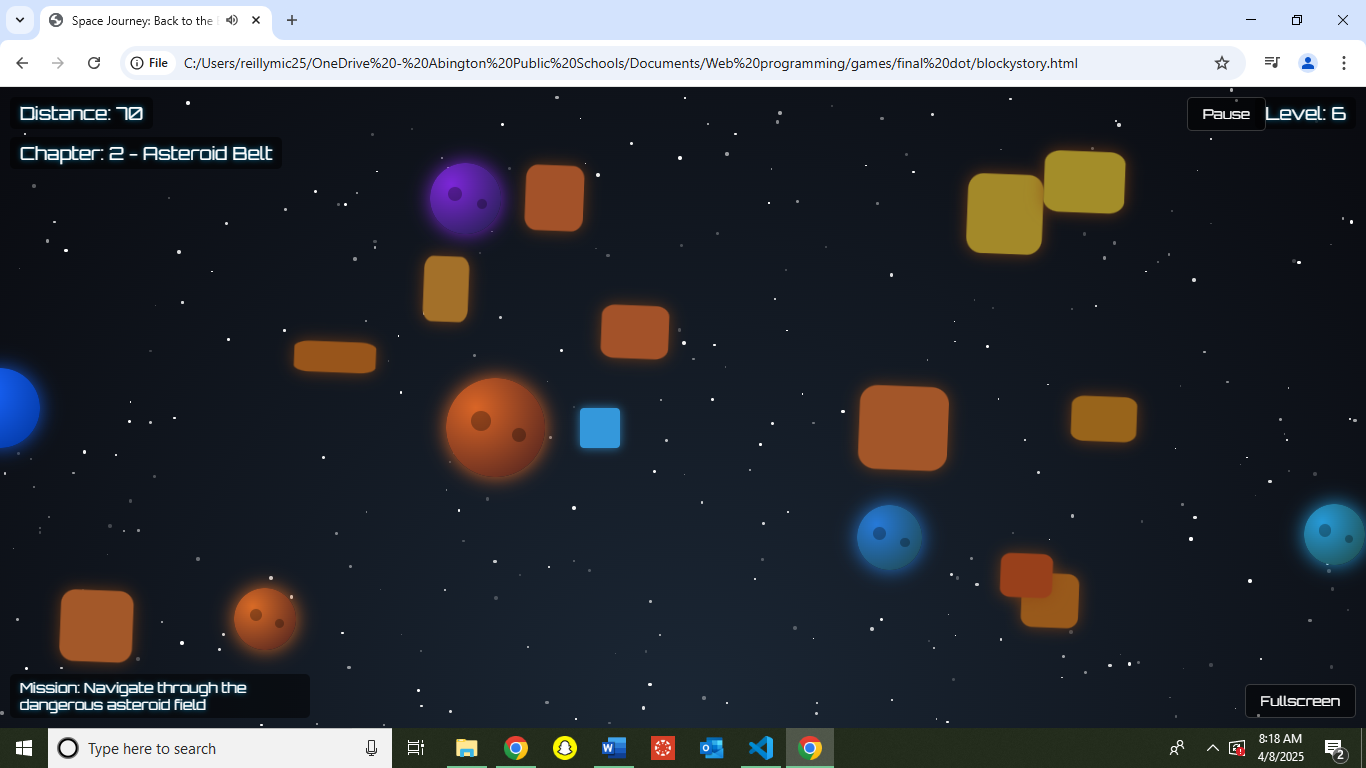 Space Journey: Back to the
File
C:/Users/reillymic25/OneDrive%20-%20Abington%20Public%20Schools/Documents/Web%20programming/games/final%20dot/blockystory.html
Distance: 70
Pause
Level: 6
Chapter: 2 - Asteroid Belt
Mission: Navigate through the
dangerous asteroid field
Fullscreen
Type here to search
8:18 AM
4/8/2025
2